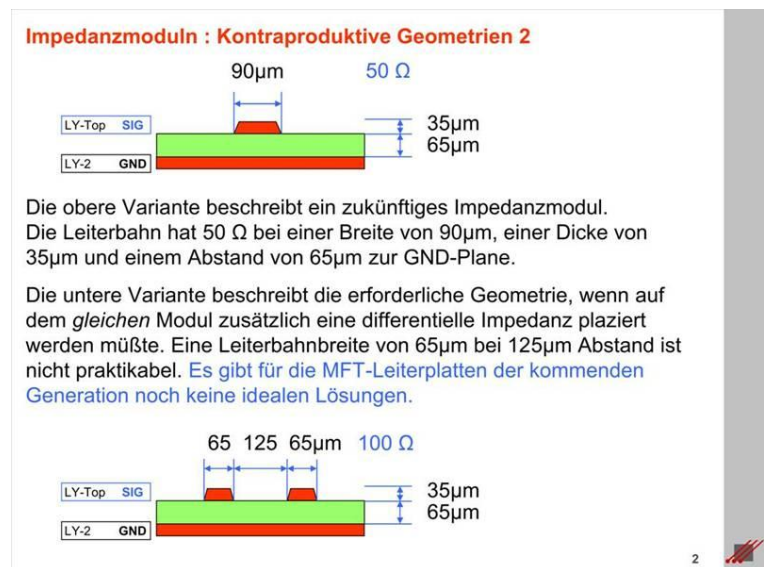 Impedanzmoduln : Kontraproduktive Geometrien 2
90µm 50 Ω
LY-Top SIG 35µm
65µm
LY-2 GND
Die obere Variante beschreibt ein zukünftiges Impedanzmodul.
Die Leiterbahn hat 50 Ω bei einer Breite von 90µm, einer Dicke von
35µm und einem Abstand von 65µm zur GND-Plane.
Die untere Variante beschreibt die erforderliche Geometrie, wenn auf
dem gleichen Modul zusätzlich eine differentielle Impedanz plaziert
werden müßte. Eine Leiterbahnbreite von 65µm bei 125µm Abstand ist
nicht praktikabel. Es gibt für die MFT-Leiterplatten der kommenden
Generation noch keine idealen Lösungen.
65 125 65µm 100 Ω
LY-Top SIG 35µm
65µm
LY-2 GND
2